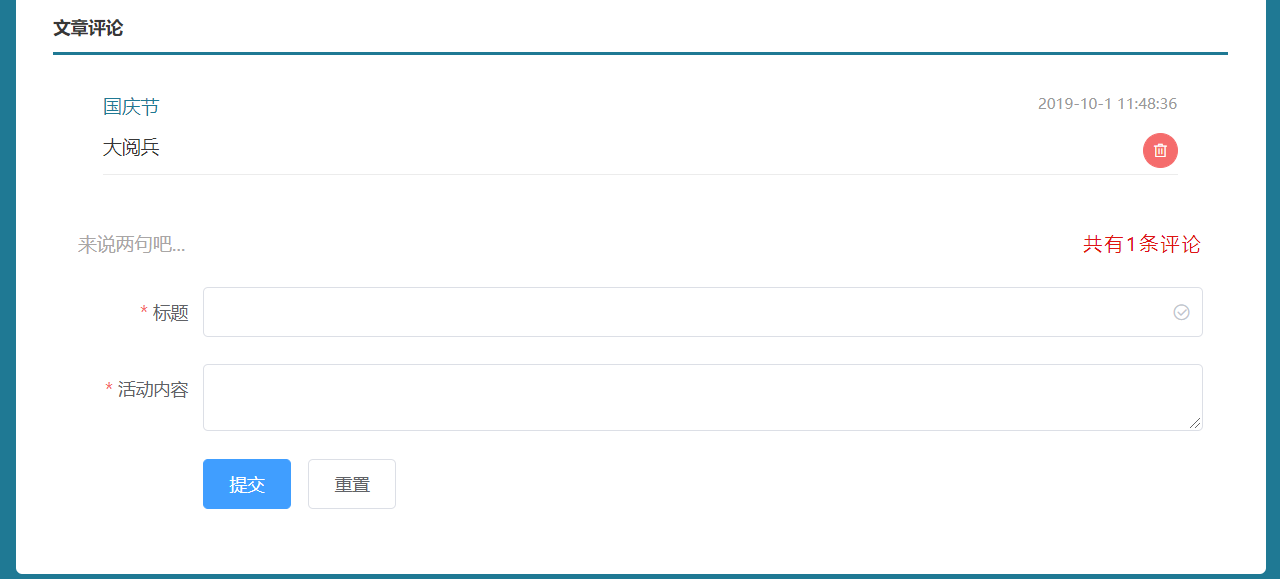 文章评论
国庆节
2019-10-1 11:48:36
大阅兵
来说两句吧...
共有1条评论
* 标题
* 活动内容
提交
重置